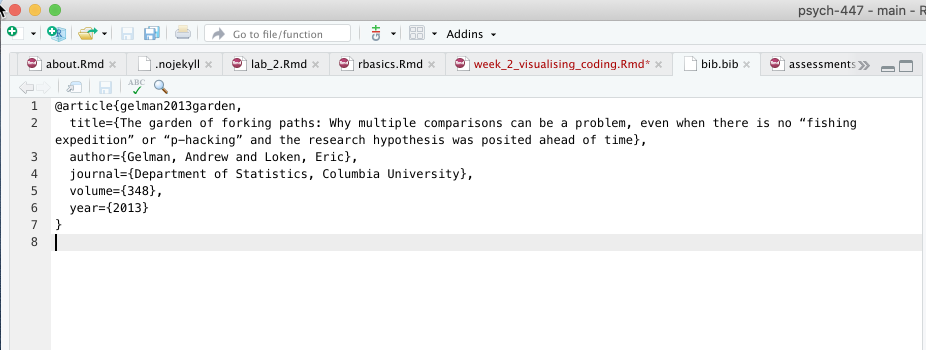 psych-447 - main - R
Go to file/function
Addins
about.Rmd
.nojekyll
lab_2.Rmd
rbasics.Rmd
week_2_visualising_coding.Rmd*
bib.bib
assessments
ABC
1 @article{gelman2013garden,
2 title={The garden of forking paths: Why multiple comparisons can be a problem, even when there is no “fishing
expedition” or “p-hacking” and the research hypothesis was posited ahead of time},
3 author={Gelman, Andrew and Loken, Eric},
4 journal={Department of Statistics, Columbia University},
5 volume={348},
6 year={2013}
7 }
8